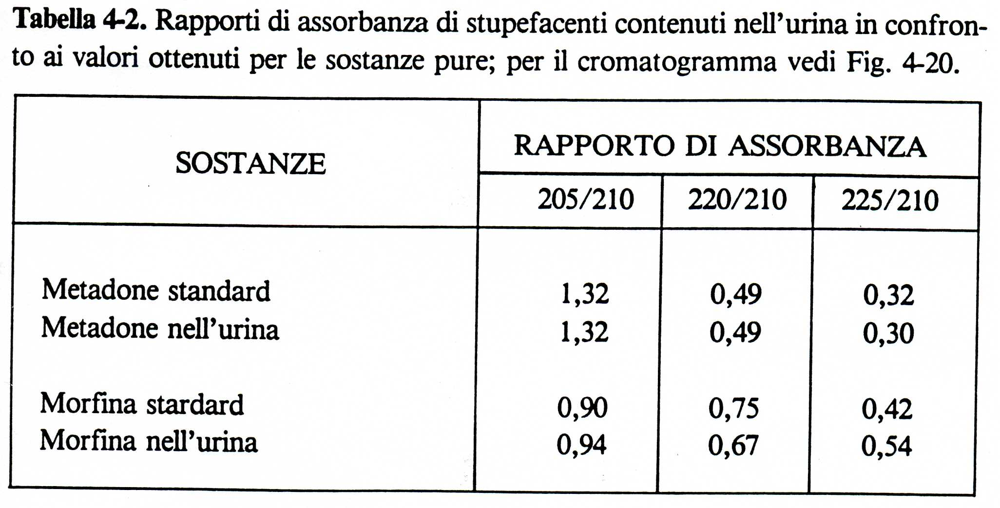 Tabella 4-2. Rapporti di assorbanza di stupefacenti contenuti nell'urina in confron-
to ai valori ottenuti per le sostanze pure; per il cromatogramma vedi Fig. 4-20.
SOSTANZE
RAPPORTO DI ASSORBANZA
205/210 220/210 225/210
Metadone standard 1,32 0,49 0,32
Metadone nell'urina 1,32 0,49 0,30
Morfina stardard 0,90 0,75 0,42
Morfina nell'urina 0,94 0,67 0,54